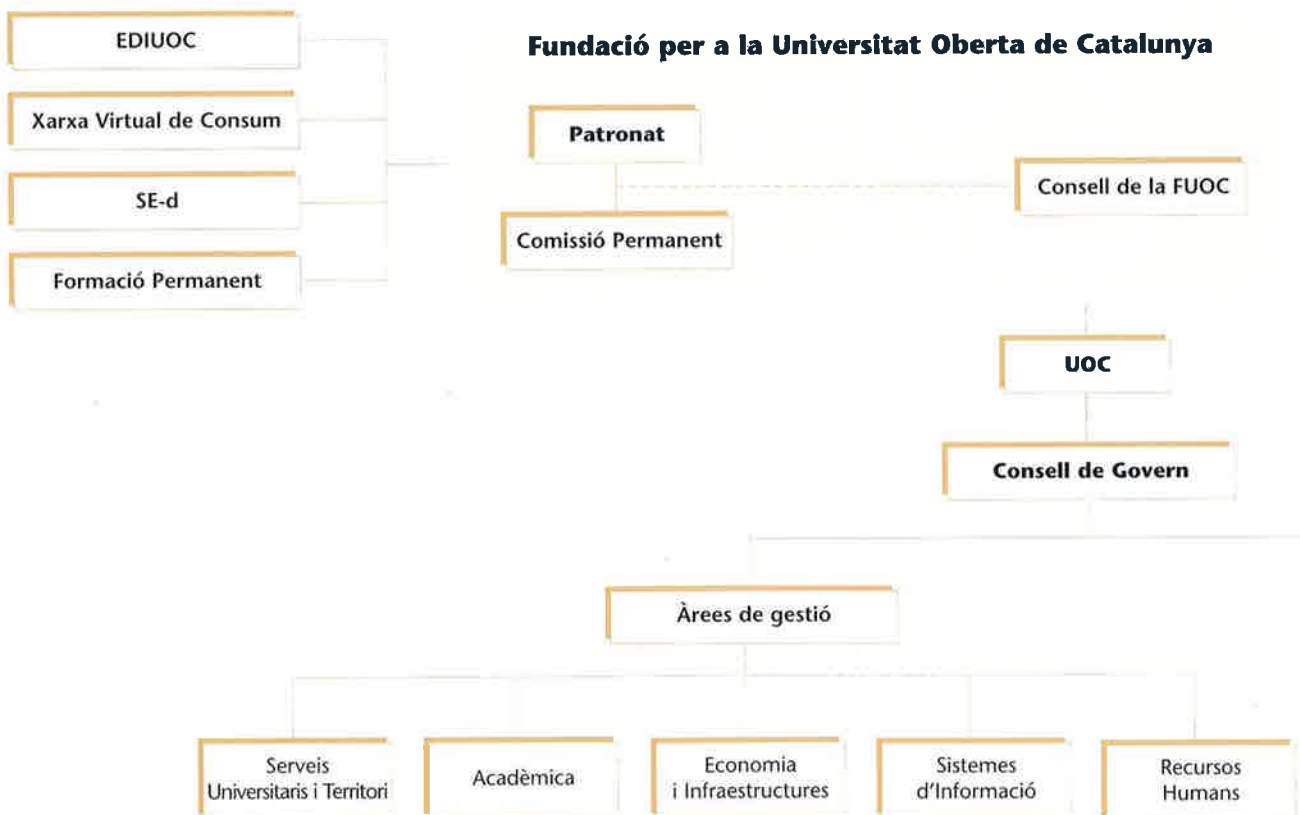 Fundació per a la Universitat Oberta de Catalunya
EDIUOC
Xarxa Virtual de Consum
SE-d
Formació Permanent
Patronat
Consell de la FUOC
Comissió Permanent
UOC
Consell de Govern
Àrees de gestió
Serveis
Universitaris i Territori
Acadèmica
Economia
i Infraestructures
Sistemes
d'Informació
Recursos
Humans